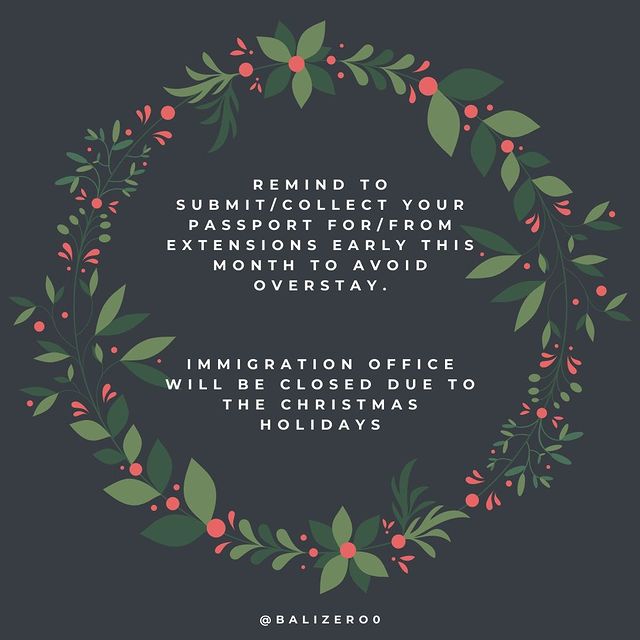 REMIND TO
SUBMIT/COLLECT YOUR
PASSPORT FOR/FROM
EXTENSIONS EARLY THIS
MONTH TO AVOID
OVERSTAY.
IMMIGRATION OFFICE
WILL BE CLOSED DUE TO
THE CHRISTMAS
HOLIDAYS
@BALIZERO0